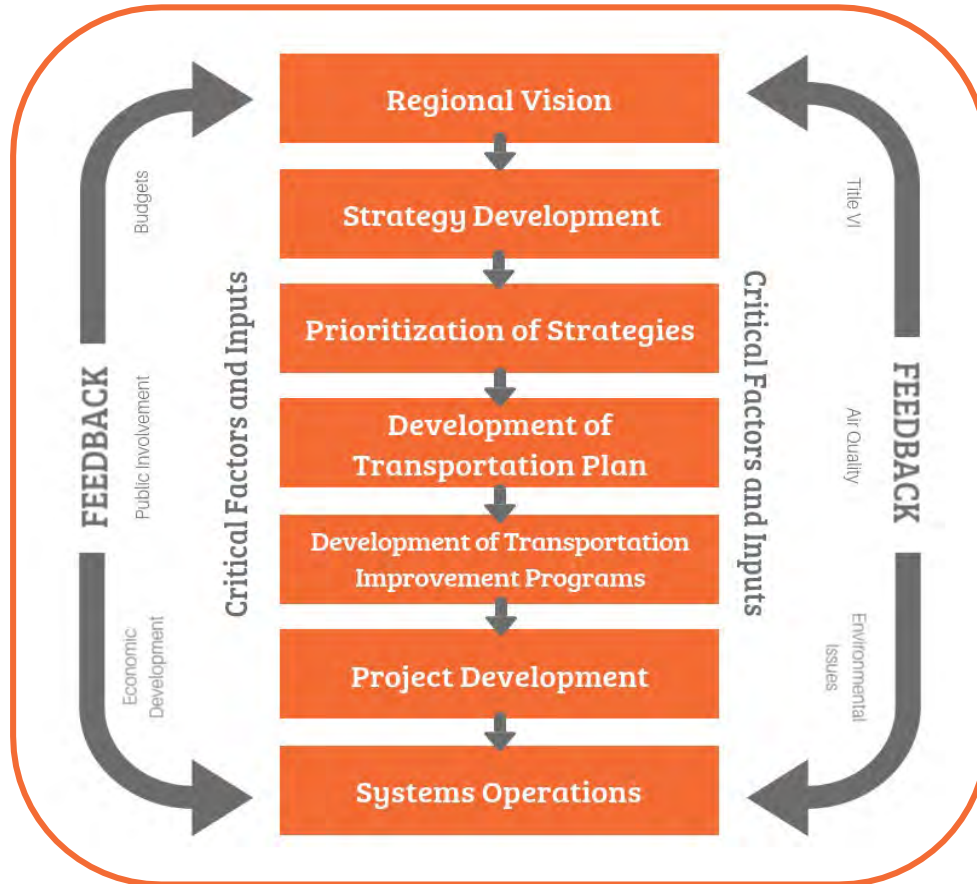 Regional Vision
Strategy Development
Prioritization of Strategies
Development of
Transportation Plan
Development of Transportation
Improvement Programs
Project Development
Systems Operations
FEEDBACK
Budgets
Public Involvement
Economic
Development
Critical Factors and Inputs
Critical Factors and Inputs
Title VI
Air Quality
Environmental
Issues
FEEDBACK